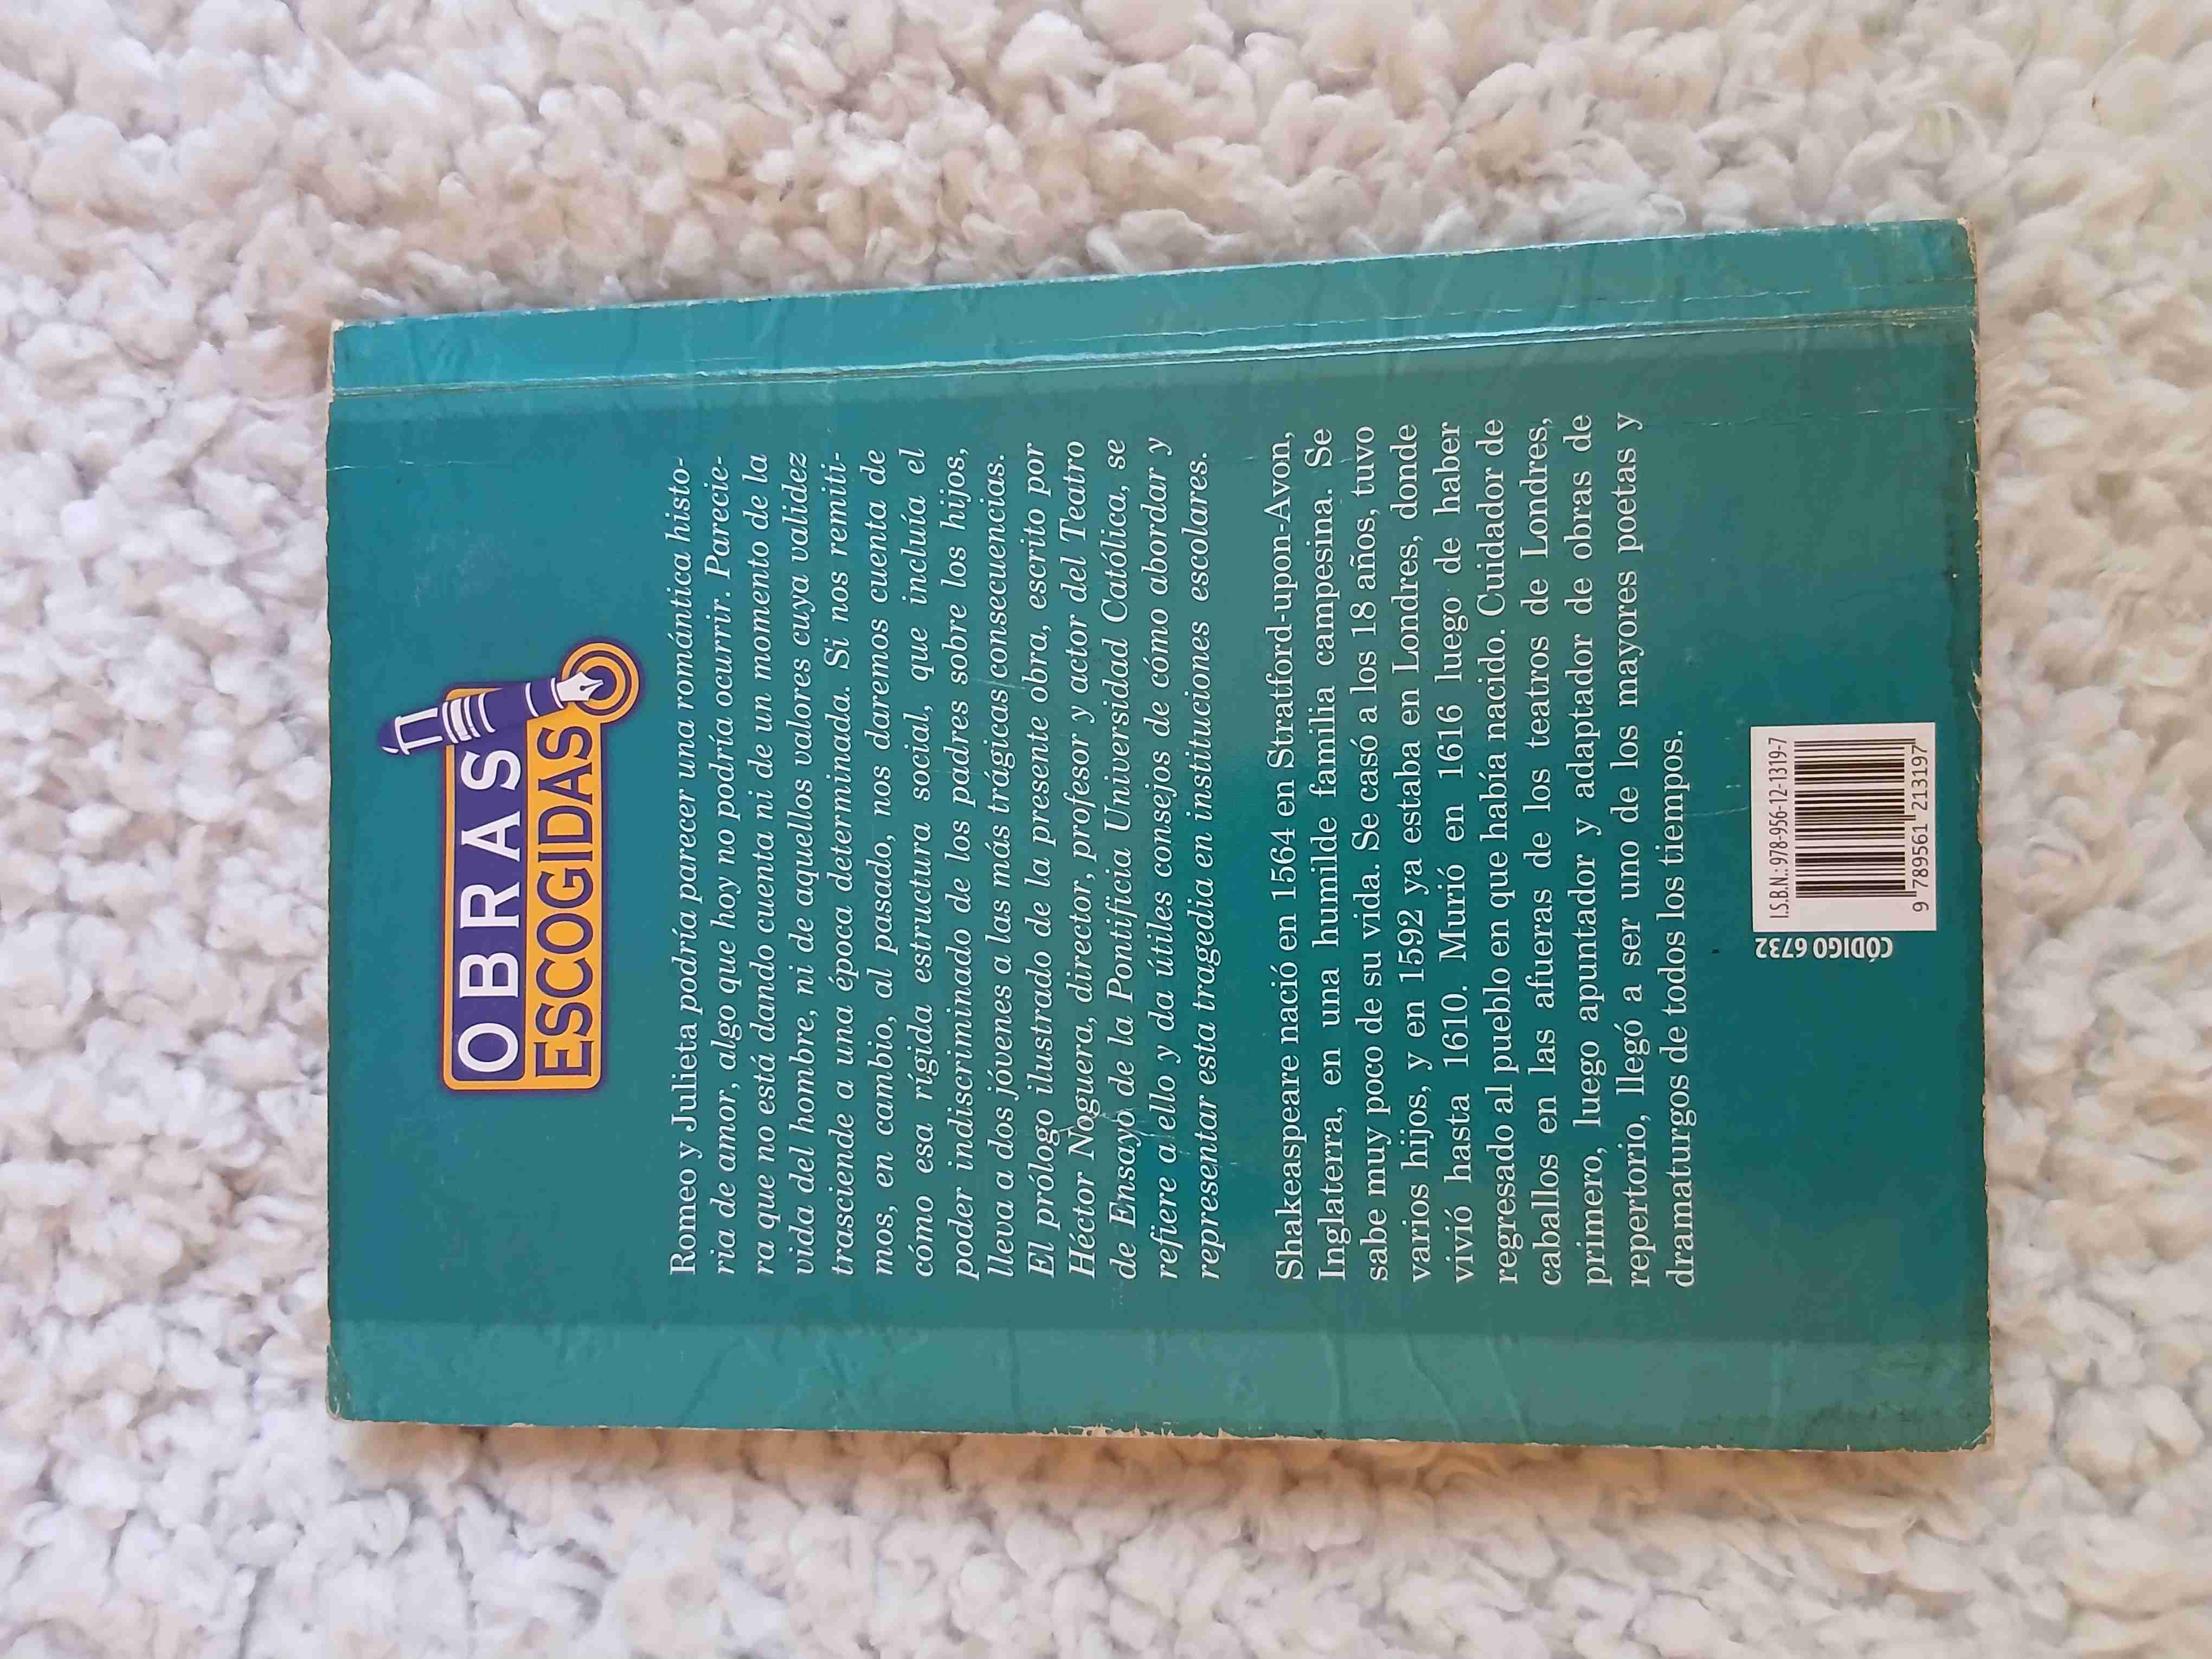 OBRAS
ESCOGIDAS
Romeo y Julieta podría parecer una romántica histo-
ria de amor, algo que hoy no podría ocurrir. Parecie-
ra que no está dando cuenta ni de un momento de la
vida del hombre, ni de aquellos valores cuya validez
trasciende a una época determinada. Si nos remiti-
mos, en cambio, al pasado, nos daremos cuenta de
cómo esa rígida estructura social, que incluía el
poder indiscriminado de los padres sobre los hijos,
lleva a dos jóvenes a las más trágicas consecuencias.
El prólogo ilustrado de la presente obra, escrito por
Héctor Noguera, director, profesor y actor del Teatro
de Ensayo de la Pontificia Universidad Católica, se
refiere a ello y da útiles consejos de cómo abordar y
representar esta tragedia en instituciones escolares.
Shakeaspeare nació en 1564 en Stratford-upon-Avon,
Inglaterra, en una humilde familia campesina. Se
sabe muy poco de su vida. Se casó a los 18 años, tuvo
varios hijos, y en 1592 ya estaba en Londres, donde
vivió hasta 1610. Murió en 1616 luego de haber
regresado al pueblo en que había nacido. Cuidador de
caballos en las afueras de los teatros de Londres,
primero, luego apuntador y adaptador de obras de
repertorio, llegó a ser uno de los mayores poetas y
dramaturgos de todos los tiempos.
CÓDIGO 6732
I.S.B.N.: 978-956-12-1319-7
9 789561 213197